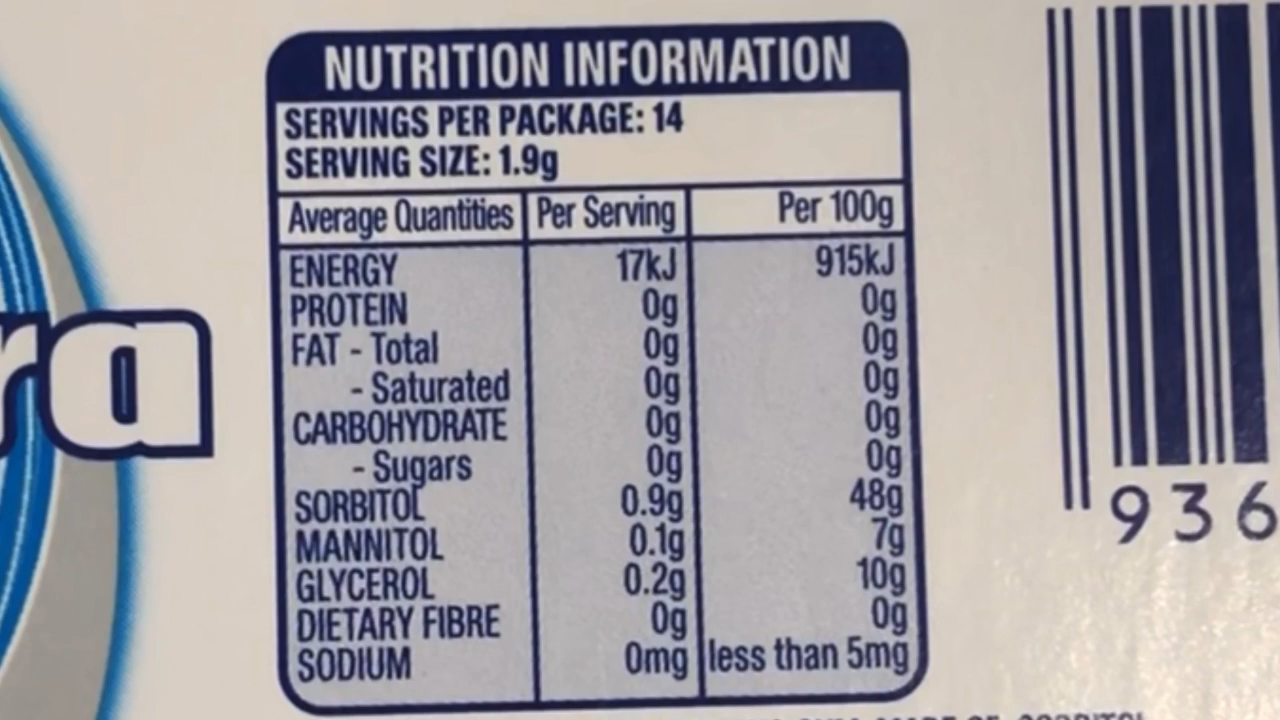 NUTRITION INFORMATION
SERVINGS PER PACKAGE: 14
SERVING SIZE: 1.9g
Average Quantities Per Serving Per 100g
ENERGY 17kJ 915kJ
PROTEIN 0g 0g
FAT - Total 0g 0g
- Saturated 0g 0g
CARBOHYDRATE 0g 0g
- Sugars 0g 0g
SORBITOL 0.9g 48g
MANNITOL 0.1g 7g
GLYCEROL 0.2g 10g
DIETARY FIBRE 0g 0g
SODIUM 0mg less than 5mg
ra
936